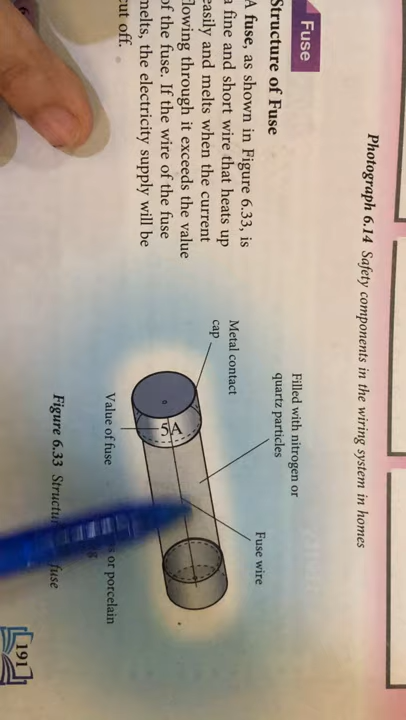 Photograph 6.14 Safety components in the wiring system in homes
Fuse
Structure of Fuse
A fuse, as shown in Figure 6.33, is
a fine and short wire that heats up
easily and melts when the current
flowing through it exceeds the value
of the fuse. If the wire of the fuse
melts, the electricity supply will be
cut off.
Filled with nitrogen or
quartz particles
Fuse wire
Metal contact
cap
5A
Value of fuse
or porcelain
Figure 6.33 fuse
191